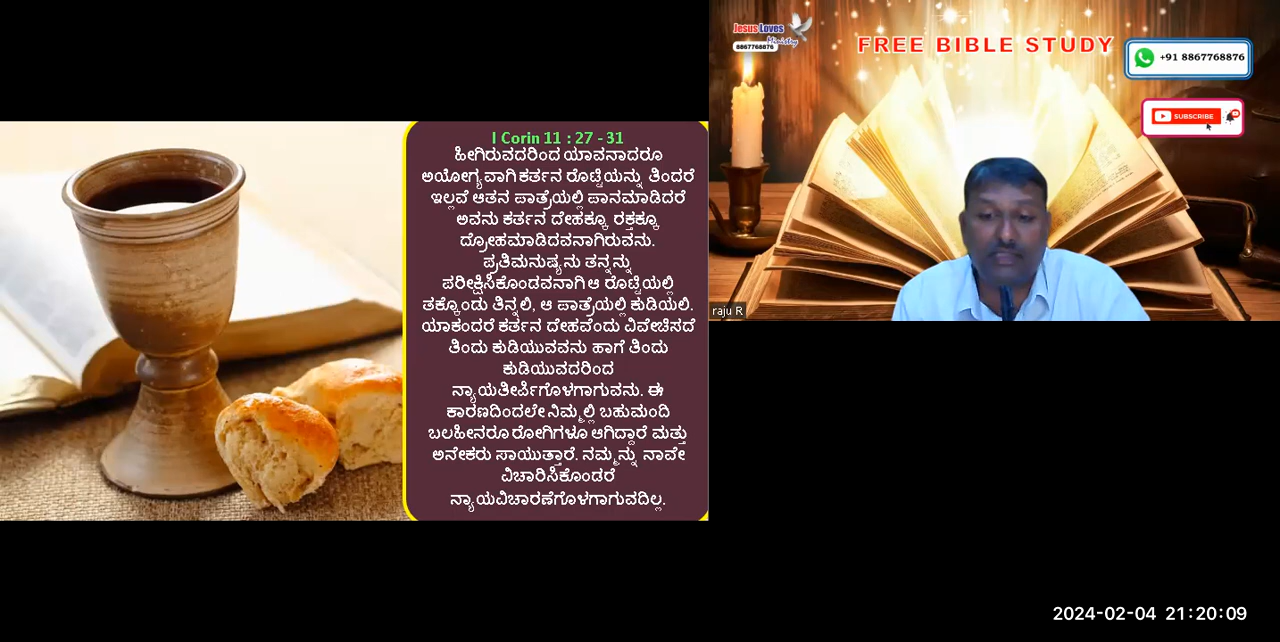 I Corin 11 : 27 - 31
ಹೀಗಿರುವದರಿಂದ ಯಾವನಾದರೂ
ಅಯೋಗ್ಯವಾಗಿ ಕರ್ತನ ರೊಟ್ಟಿಯನ್ನು ತಿಂದರೆ
ಇಲ್ಲವೆ ಆತನ ಪಾತ್ರೆಯಲ್ಲಿ ಪಾನಮಾಡಿದರೆ
ಅವನು ಕರ್ತನ ದೇಹಕ್ಕೂ ರಕ್ತಕ್ಕೂ
ದ್ರೋಹಮಾಡಿದವನಾಗಿರುವನು.
ಪ್ರತಿಮನುಷ್ಯನು ತನ್ನನ್ನು
ಪರೀಕ್ಷಿಸಿಕೊಂಡವನಾಗಿ ಆ ರೊಟ್ಟಿಯಲ್ಲಿ
ತಕ್ಕೊಂಡು ತಿನ್ನಲಿ, ಆ ಪಾತ್ರೆಯಲ್ಲಿ ಕುಡಿಯಲಿ.
ಯಾಕಂದರೆ ಕರ್ತನ ದೇಹವೆಂದು ವಿವೇಚಿಸದೆ
ತಿಂದು ಕುಡಿಯುವವನು ಹಾಗೆ ತಿಂದು
ಕುಡಿಯುವದರಿಂದ
ನ್ಯಾಯತೀರ್ಪಿಗೊಳಗಾಗುವನು. ಈ
ಕಾರಣದಿಂದಲೇ ನಿಮ್ಮಲ್ಲಿ ಬಹುಮಂದಿ
ಬಲಹೀನರೂ ರೋಗಿಗಳೂ ಆಗಿದ್ದಾರೆ ಮತ್ತು
ಅನೇಕರು ಸಾಯುತ್ತಾರೆ. ನಮ್ಮನ್ನು ನಾವೇ
ವಿಚಾರಿಸಿಕೊಂಡರೆ
ನ್ಯಾಯವಿಚಾರಣೆಗೊಳಗಾಗುವದಿಲ್ಲ.
Jesus Loves
Ministry
8867768876
FREE BIBLE STUDY
+91 8867768876
SUBSCRIBE
raju R
2024-02-04 21:20:09